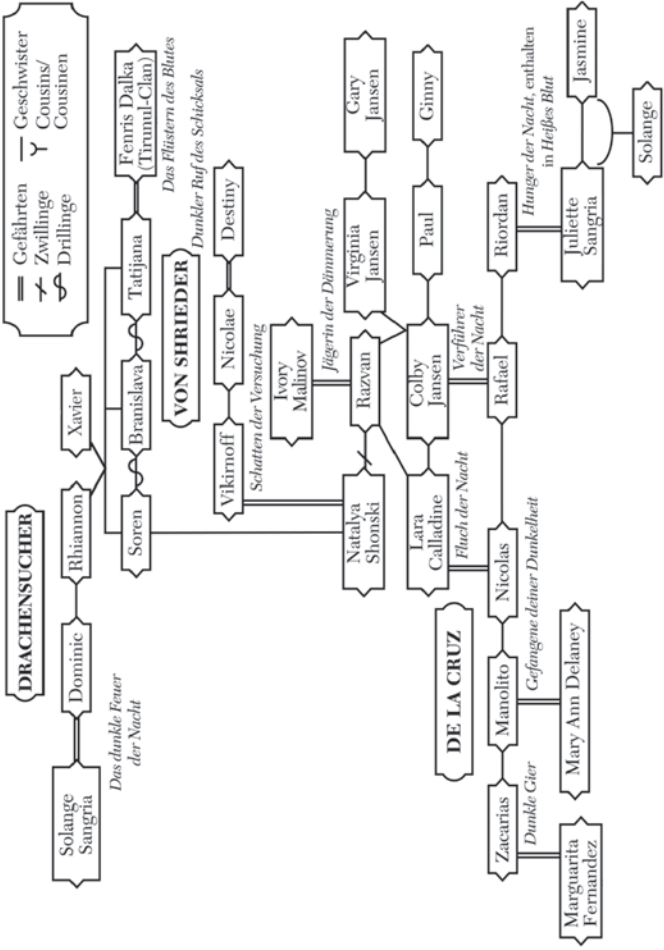 Gefährten
Zwillinge
Drillinge
Geschwister
Cousins/
Cousinen
DRACHENSUCHER
Solange
Sangria
Das dunkle Feuer
der Nacht
Dominic
Rhiannon
Xavier
Soren
Branislava
Tatijana
Fenris Dalka
(Tirunul-Clan)
Das Flüstern des Blutes
VON SHRIEDER
Vikirnoff
Nicolae
Destiny
Dunkler Ruf des Schicksals
Schatten der Versuchung
Ivory
Malinov
Jägerin der Dämmerung
Natalya
Shonski
Razvan
Virginia
Jansen
Gary
Jansen
Lara
Calladine
Colby
Jansen
Paul
Ginny
Fluch der Nacht
Verführer
der Nacht
DE LA CRUZ
Zacarias
Manolito
Nicolas
Rafael
Riordan
Dunkle Gier
Gefangene deiner Dunkelheit
Hunger der Nacht, enthalten
in Heißes Blut
Marguarita
Fernandez
Mary Ann Delaney
Juliette
Sangria
Jasmine
Solange